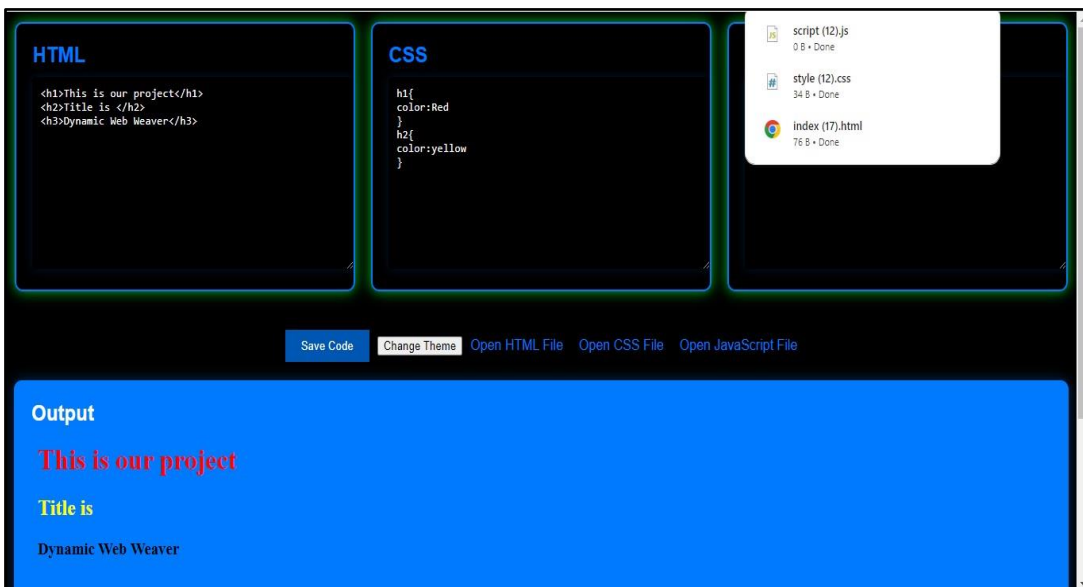 HTML
<h1>This is our project</h1>
<h2>Title is </h2>
<h3>Dynamic Web Weaver</h3>
CSS
h1{
color:Red
}
h2{
color:yellow
}
script (12).js
0 B • Done
style (12).css
34 B • Done
index (17).html
76 B • Done
Save Code Change Theme Open HTML File Open CSS File Open JavaScript File
Output
This is our project
Title is
Dynamic Web Weaver